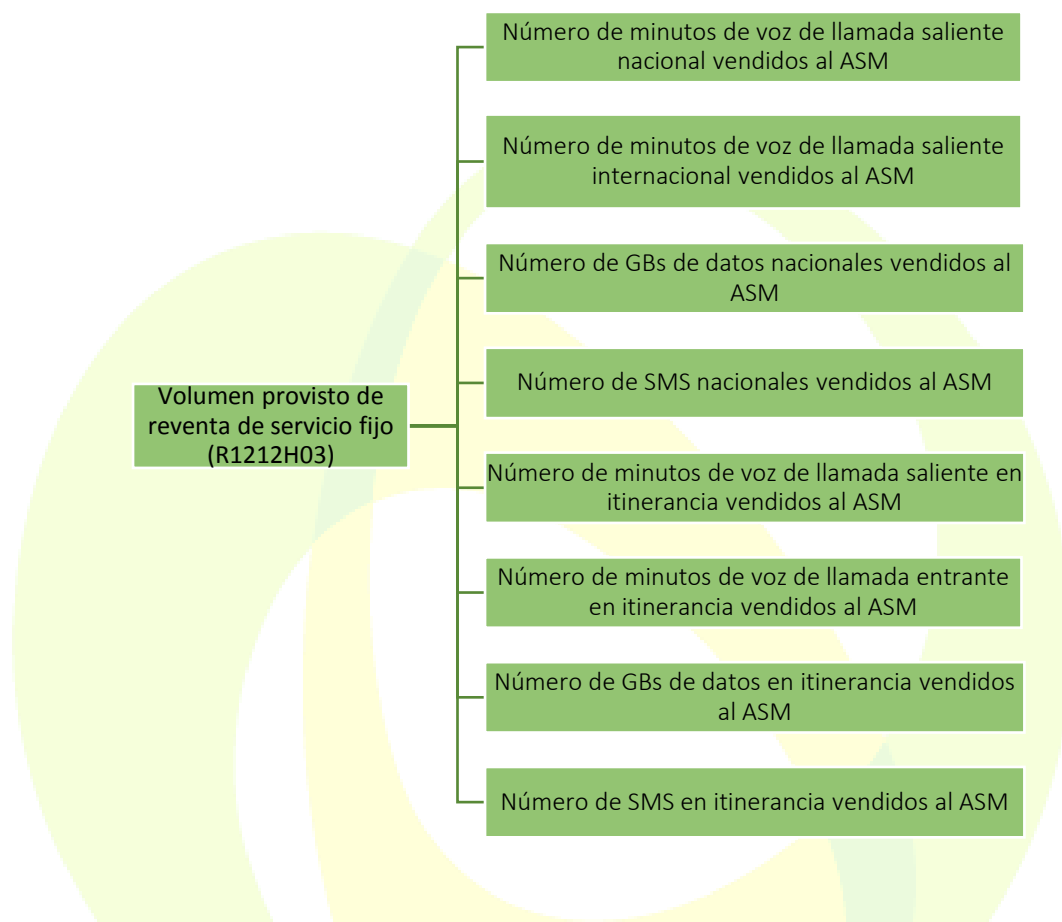 Número de minutos de voz de llamada saliente
nacional vendidos al ASM
Número de minutos de voz de llamada saliente
internacional vendidos al ASM
Número de GBs de datos nacionales vendidos al
ASM
Número de SMS nacionales vendidos al ASM
Volumen provisto de
reventa de servicio fijo
(R1212H03)
Número de minutos de voz de llamada saliente en
itinerancia vendidos al ASM
Número de minutos de voz de llamada entrante
en itinerancia vendidos al ASM
Número de GBs de datos en itinerancia vendidos
al ASM
Número de SMS en itinerancia vendidos al ASM